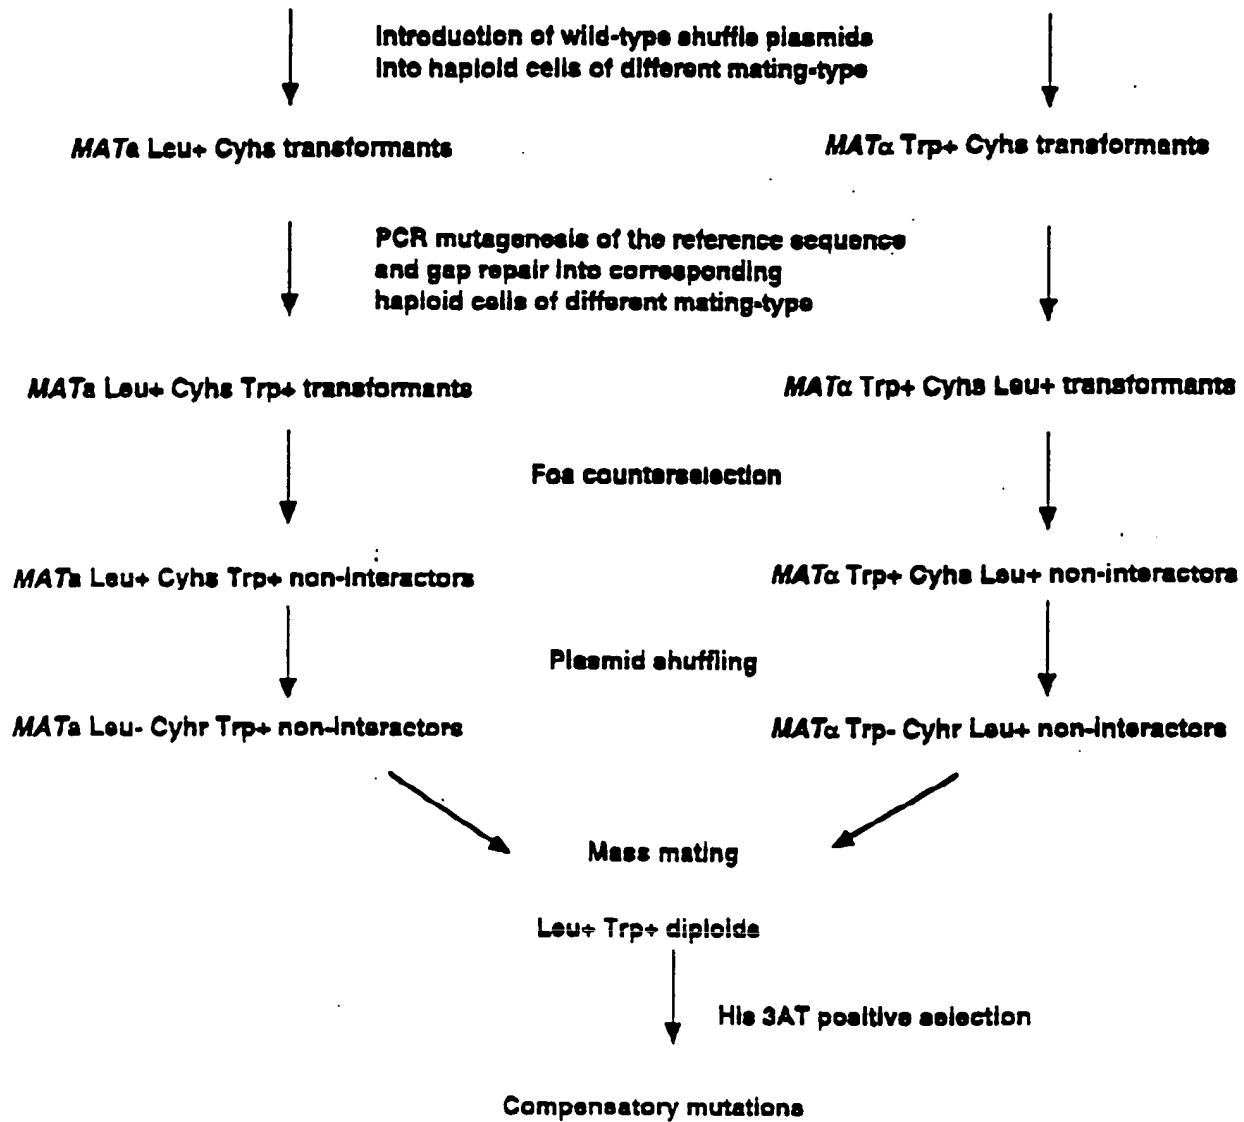 Introduction of wild-type shuffle plasmids
into haploid cells of different mating-type
MATa Leu+ Cyhs transformants
MATα Trp+ Cyhs transformants
PCR mutagenesis of the reference sequence
and gap repair into corresponding
haploid cells of different mating-type
MATa Leu+ Cyhs Trp+ transformants
MATα Trp+ Cyhs Leu+ transformants
Foa counterselection
MATa Leu+ Cyhs Trp+ non-interactors
MATα Trp+ Cyhs Leu+ non-interactors
Plasmid shuffling
MATa Leu- Cyhr Trp+ non-interactors
MATα Trp- Cyhr Leu+ non-interactors
Mass mating
Leu+ Trp+ diploids
His 3AT positive selection
Compensatory mutations